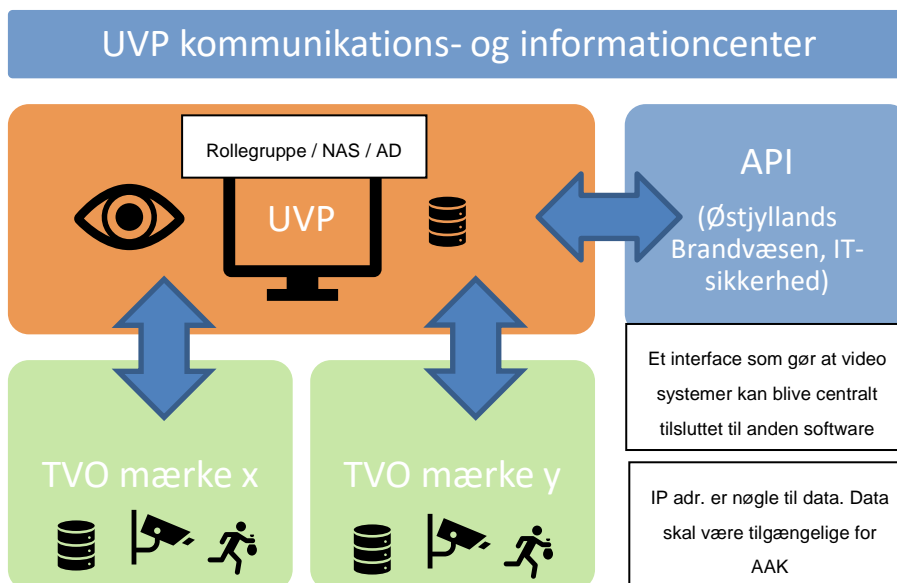 UVP kommunikations- og informationcenter
Rollegruppe / NAS / AD
UVP
API
(Østjyllands
Brandvæsen, IT-
sikkerhed)
Et interface som gør at video
systemer kan blive centralt
tilsluttet til anden software
TVO mærke x
TVO mærke y
IP adr. er nøgle til data. Data
skal være tilgængelige for
AAK